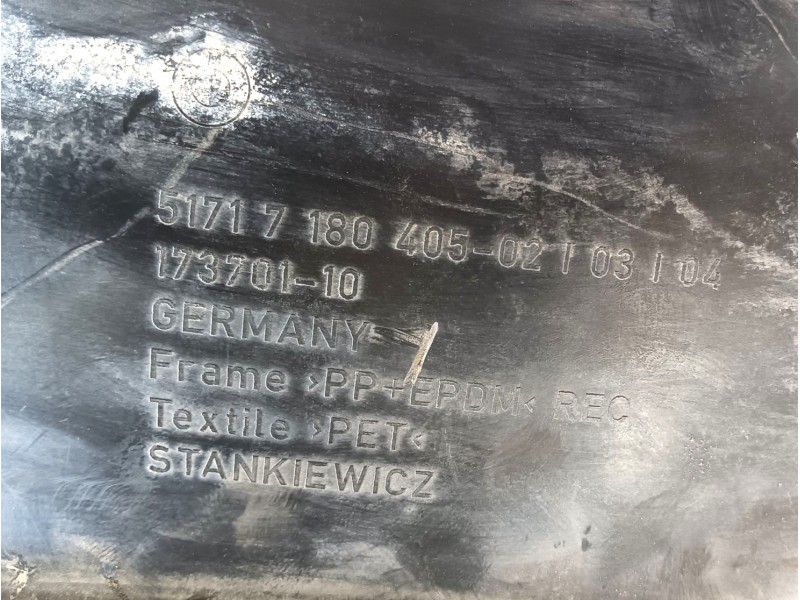 5171 7 180 405-02 | 03 | 04
173701-10
GERMANY
Frame >PP+EPDM< REC
Textile >PET<
STANKIEWICZ